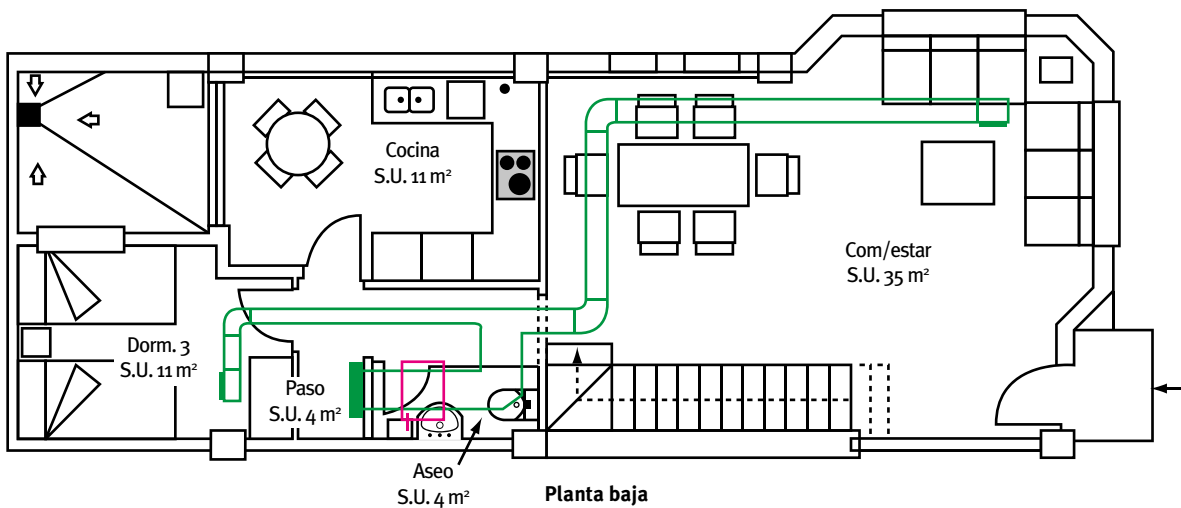 Cocina
S.U. 11 m²
Com/estar
S.U. 35 m²
Dorm. 3
S.U. 11 m²
Paso
S.U. 4 m²
Aseo
S.U. 4 m²
Planta baja